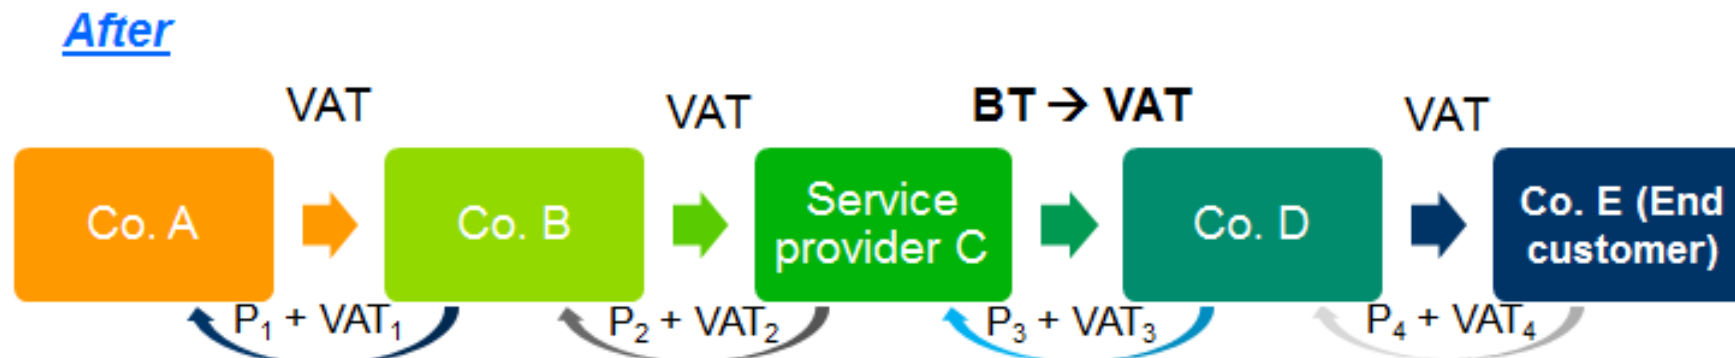 After
VAT
VAT
BT → VAT
VAT
Co. A
Co. B
Service
provider C
Co. D
Co. E (End
customer)
P₁ + VAT₁
P₂ + VAT₂
P₃ + VAT₃
P₄ + VAT₄